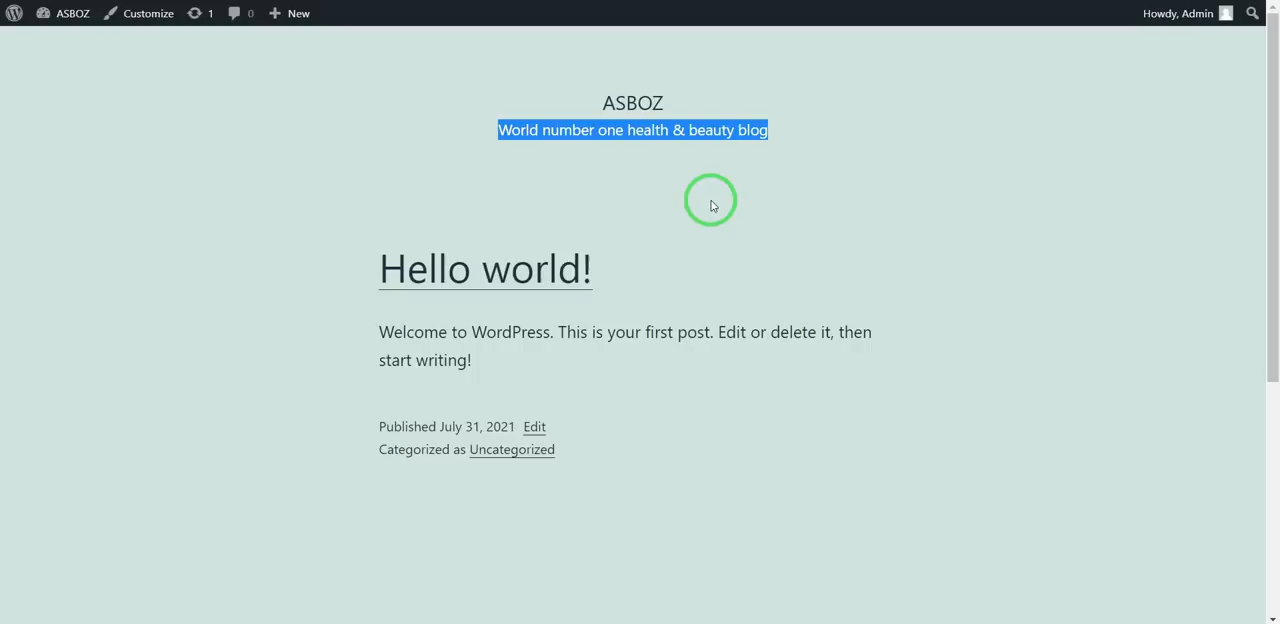 ASBOZ Customize 1 0 New Howdy, Admin
ASBOZ
World number one health & beauty blog
Hello world!
Welcome to WordPress. This is your first post. Edit or delete it, then
start writing!
Published July 31, 2021 Edit
Categorized as Uncategorized